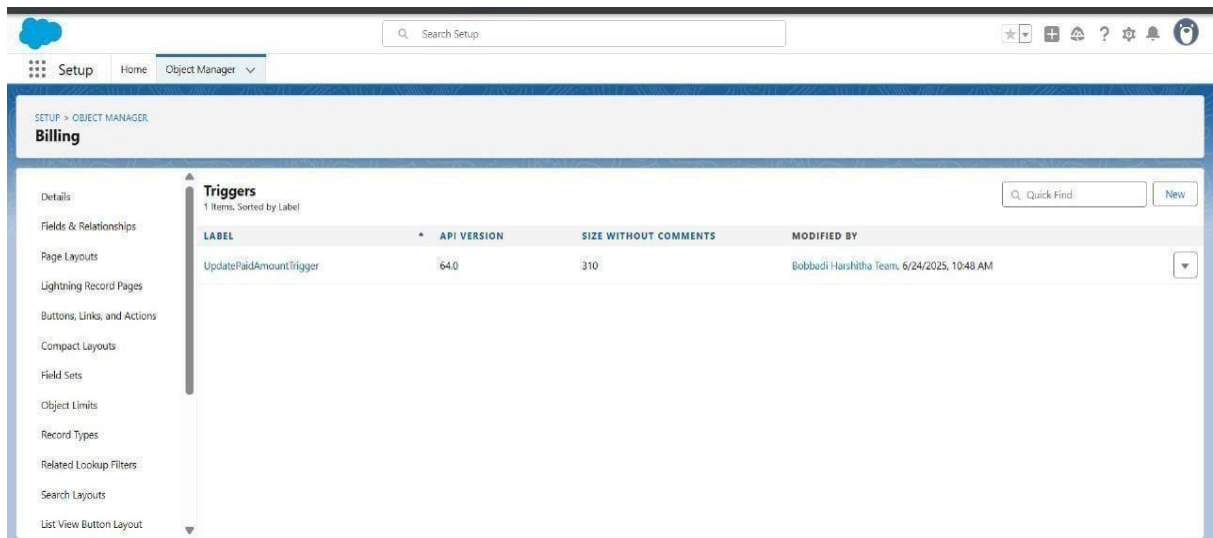 Search Setup
Setup Home Object Manager
SETUP > OBJECT MANAGER
Billing
Details
Fields & Relationships
Page Layouts
Lightning Record Pages
Buttons, Links, and Actions
Compact Layouts
Field Sets
Object Limits
Record Types
Related Lookup Filters
Search Layouts
List View Button Layout
Triggers
1 Items, Sorted by Label
Quick Find
New
LABEL API VERSION SIZE WITHOUT COMMENTS MODIFIED BY
UpdatePaidAmountTrigger 64.0 310 Bobbadi Harshitha Team, 6/24/2025, 10:48 AM